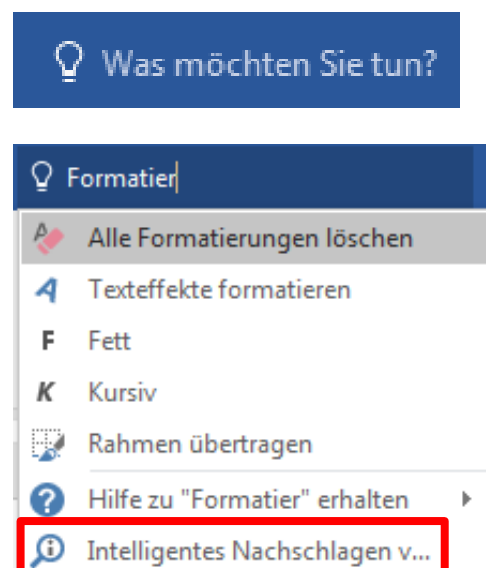 Was möchten Sie tun?
Formatier
Alle Formatierungen löschen
Texteffekte formatieren
F Fett
K Kursiv
Rahmen übertragen
Hilfe zu "Formatier" erhalten
Intelligentes Nachschlagen v...